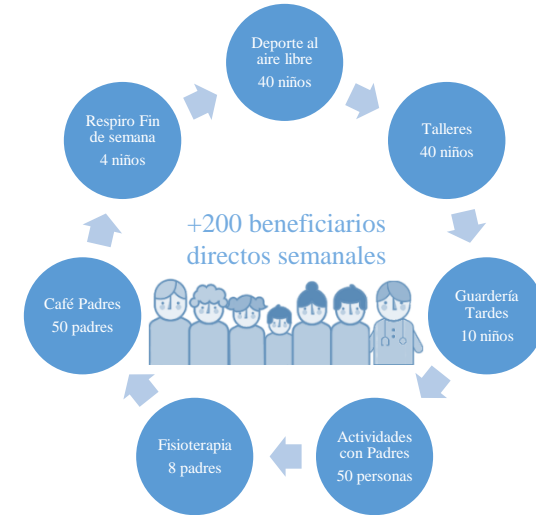 Deporte al
aire libre
40 niños
Talleres
40 niños
Guardería
Tardes
10 niños
Actividades
con Padres
50 personas
Fisioterapia
8 padres
Café Padres
50 padres
Respiro Fin
de semana
4 niños
+200 beneficiarios
directos semanales